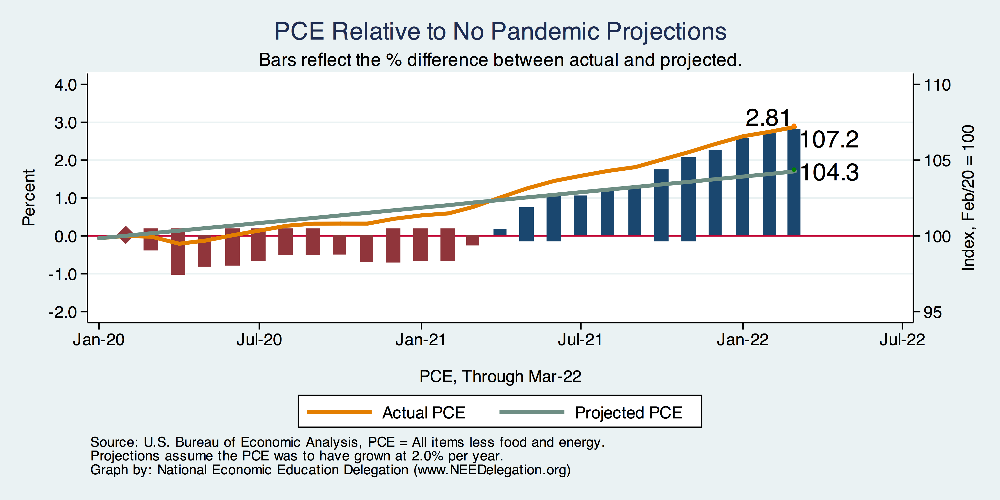 PCE Relative to No Pandemic Projections
Bars reflect the % difference between actual and projected.
Percent
4.0
3.0
2.0
1.0
0.0
-1.0
-2.0
2.81
107.2
104.3
110
105
100
95
Index, Feb/20 = 100
Jan-20 Jul-20 Jan-21 Jul-21 Jan-22 Jul-22
PCE, Through Mar-22
Actual PCE Projected PCE
Source: U.S. Bureau of Economic Analysis, PCE = All items less food and energy.
Projections assume the PCE was to have grown at 2.0% per year.
Graph by: National Economic Education Delegation (www.NEEDelegation.org)